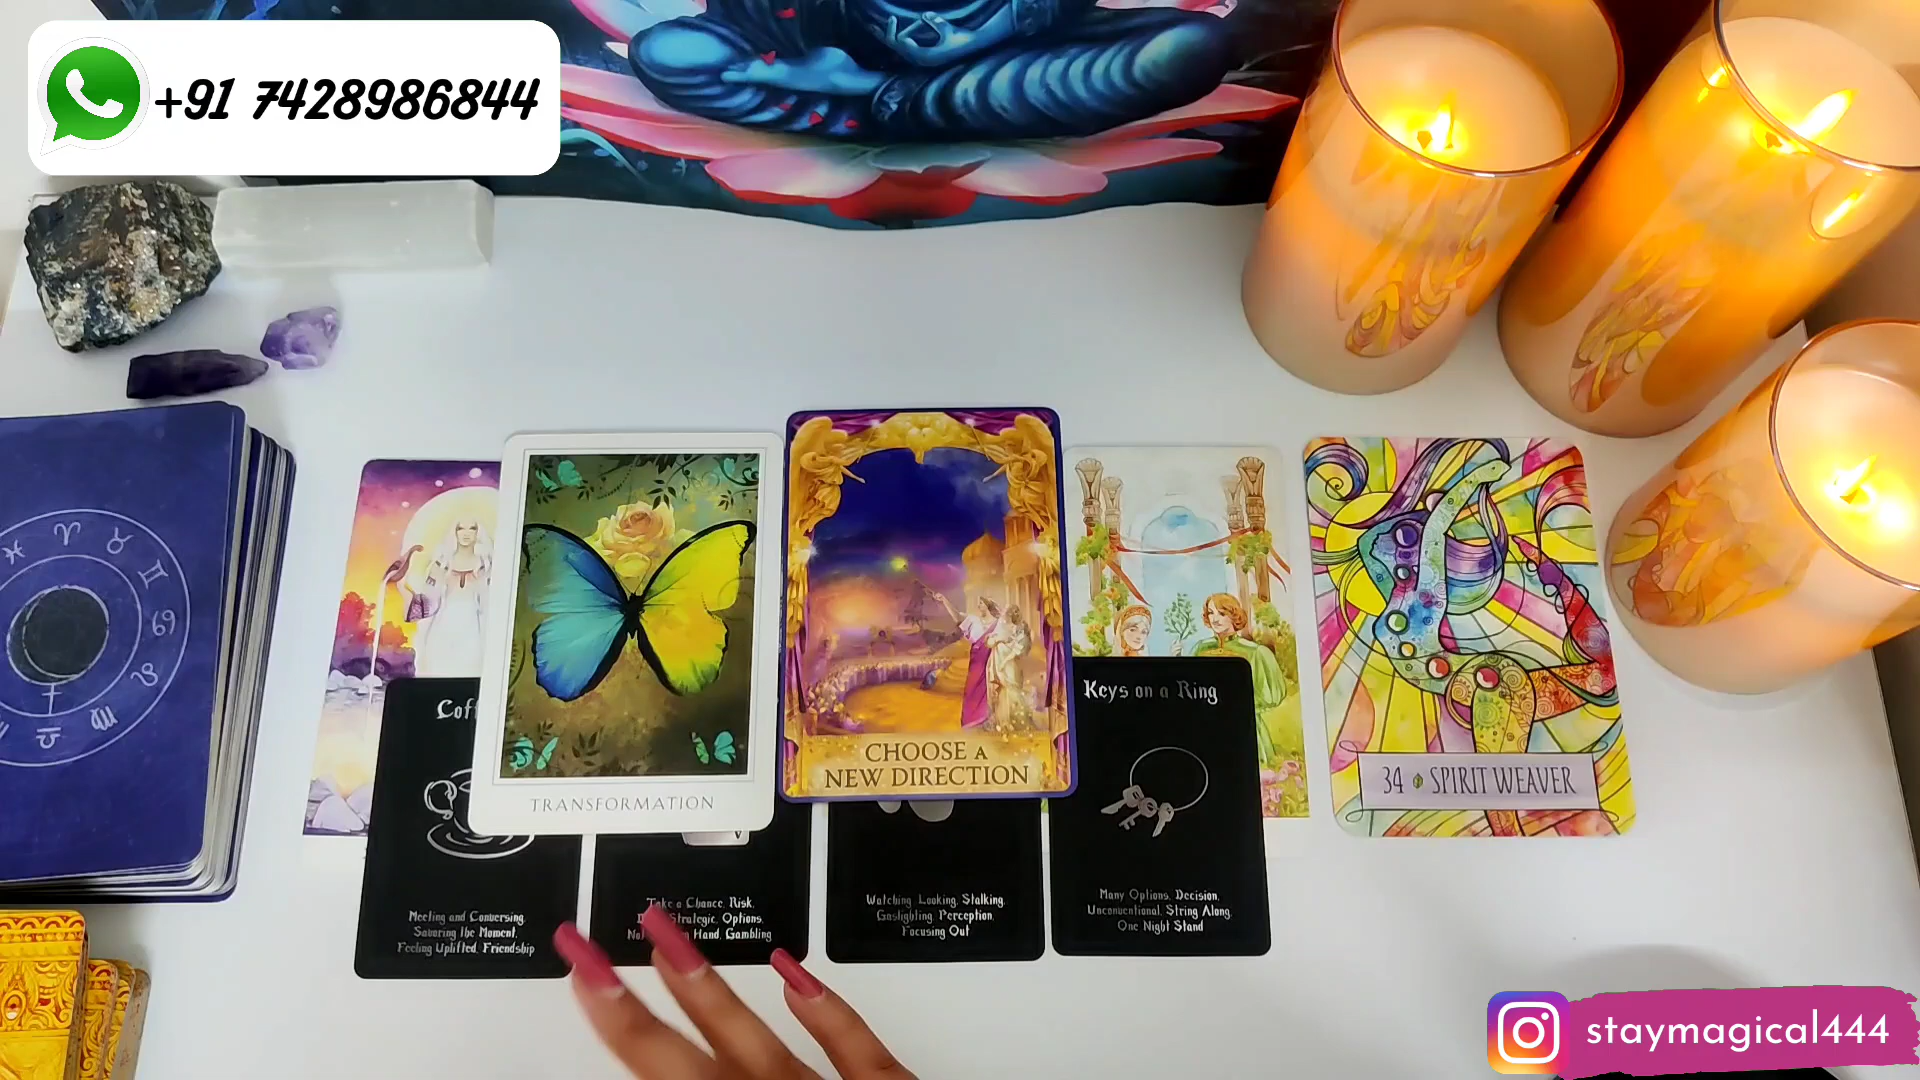 +91 7428986844
TRANSFORMATION
CHOOSE A
NEW DIRECTION
Keys on a Ring
34 SPIRIT WEAVER
Meeting and Conversing,
Savoring the Moment,
Feeling Uplifted, Friendship
Take a Chance, Risk,
Strategic, Options,
Hand, Gambling
Watching, Looking, Stalking,
Gaslighting, Perception,
Focusing Out
Many Options, Decision,
Unconventional, String Along,
One Night Stand
staymagical444